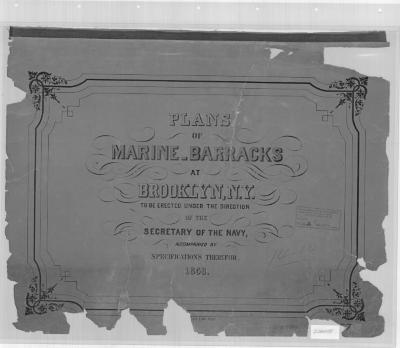 PLANS
OF
MARINE-BARRACKS
AT
BROOKLYN, N.Y.
TO BE ERECTED UNDER THE DIRECTION
OF THE
SECRETARY OF THE NAVY,
ACCOMPANIED BY
SPECIFICATIONS THEREFOR.
1868.